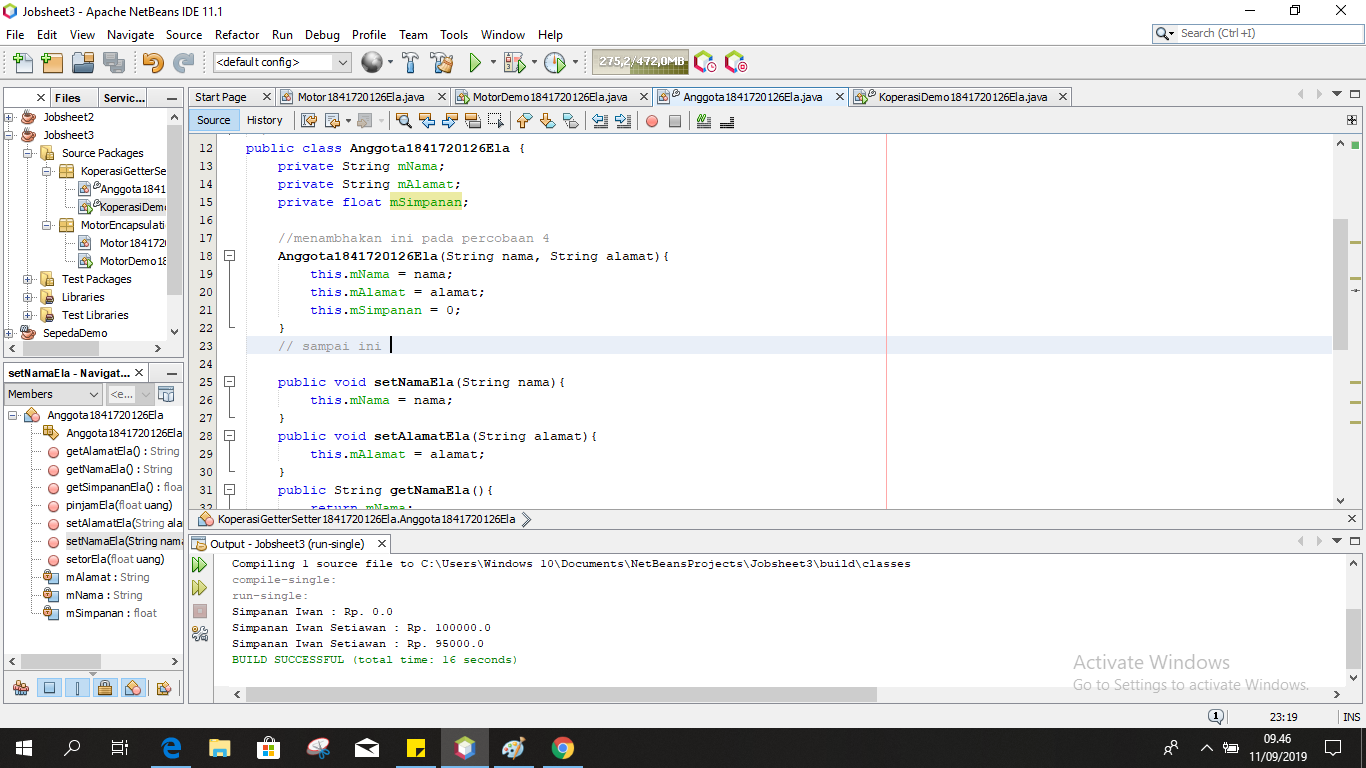 Jobsheet3 - Apache NetBeans IDE 11.1
File Edit View Navigate Source Refactor Run Debug Profile Team Tools Window Help
Search (Ctrl+I)
<default config>
275,2/472,0MB
Files Servic...
Start Page Motor1841720126Ela.java MotorDemo1841720126Ela.java Anggota1841720126Ela.java KoperasiDemo1841720126Ela.java
Source History
Jobsheet2
Jobsheet3
Source Packages
KoperasiGetterSe
Anggota1841
KoperasiDemo
MotorEncapsulati
Motor184172
MotorDemo18
Test Packages
Libraries
Test Libraries
SepedaDemo
12 public class Anggota1841720126Ela {
13 private String mNama;
14 private String mAlamat;
15 private float mSimpanan;
16
17 //menambhakan ini pada percobaan 4
18 Anggota1841720126Ela(String nama, String alamat){
19 this.mNama = nama;
20 this.mAlamat = alamat;
21 this.mSimpanan = 0;
22 }
23 // sampai ini
24
25 public void setNamaEla(String nama){
26 this.mNama = nama;
27 }
28 public void setAlamatEla(String alamat){
29 this.mAlamat = alamat;
30 }
31 public String getNamaEla(){
32 return mNama;
KoperasiGetterSetter1841720126Ela.Anggota1841720126Ela
setNamaEla - Navigat...
Members <e...
Anggota1841720126Ela
Anggota1841720126Ela
getAlamatEla() : String
getNamaEla() : String
getSimpananEla() : floa
pinjamEla(float uang)
setAlamatEla(String alar
setNamaEla(String nama
setorEla(float uang)
mAlamat : String
mNama : String
mSimpanan : float
Output - Jobsheet3 (run-single)
Compiling 1 source file to C:\Users\Windows 10\Documents\NetBeansProjects\Jobsheet3\build\classes
compile-single:
run-single:
Simpanan Iwan : Rp. 0.0
Simpanan Iwan Setiawan : Rp. 100000.0
Simpanan Iwan Setiawan : Rp. 95000.0
BUILD SUCCESSFUL (total time: 16 seconds)
Activate Windows
Go to Settings to activate Windows.
1
23:19 INS
09.46
11/09/2019